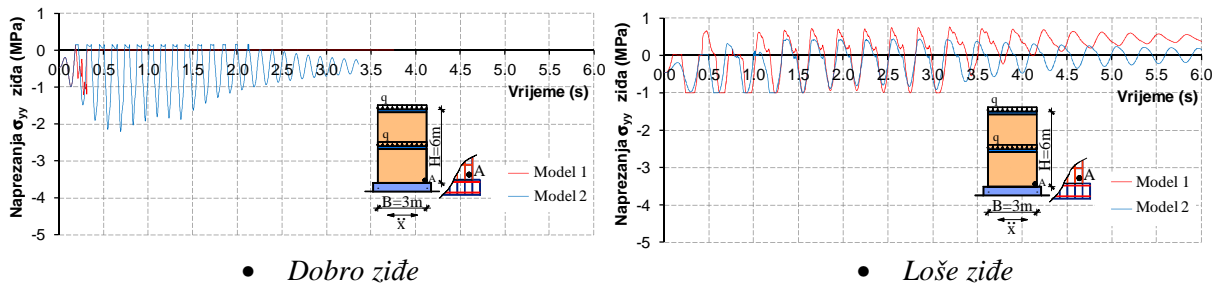 1
0
-1
-2
-3
-4
-5
0.0 0.5 1.0 1.5 2.0 2.5 3.0 3.5 4.0 4.5 5.0 5.5 6.0
Naprezanja σyy ziđa (MPa)
Vrijeme (s)
q
q
H=6m
A
A
B=3m
ẍ
Model 1
Model 2
• Dobro ziđe
1
0
-1
-2
-3
-4
-5
0.0 0.5 1.0 1.5 2.0 2.5 3.0 3.5 4.0 4.5 5.0 5.5 6.0
Naprezanja σyy ziđa (MPa)
Vrijeme (s)
q
q
H=6m
A
A
B=3m
ẍ
Model 1
Model 2
• Loše ziđe